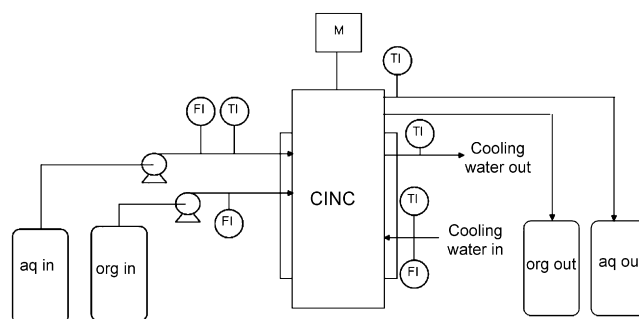 M
TI
FI
TI
Cooling
water out
TI
CINC
TI
FI
Cooling
water in
FI
aq in
org in
org out
aq ou